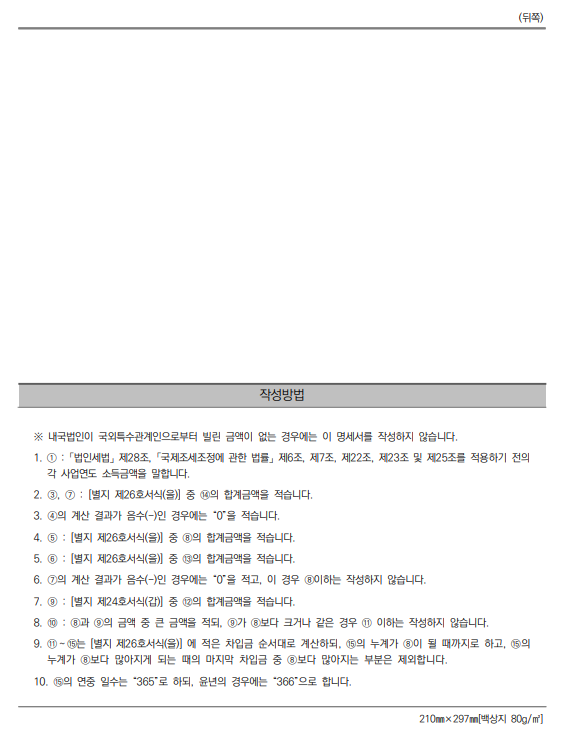 (뒤쪽)
작성방법
※ 내국법인이 국외특수관계인으로부터 빌린 금액이 없는 경우에는 이 명세서를 작성하지 않습니다.
1. ① : 「법인세법」 제28조, 「국제조세조정에 관한 법률」 제6조, 제7조, 제22조, 제23조 및 제25조를 적용하기 전의
각 사업연도 소득금액을 말합니다.
2. ③, ⑦ : [별지 제26호서식(을)] 중 ⑭의 합계금액을 적습니다.
3. ④의 계산 결과가 음수(-)인 경우에는 “0”을 적습니다.
4. ⑤ : [별지 제26호서식(을)] 중 ⑧의 합계금액을 적습니다.
5. ⑥ : [별지 제26호서식(을)] 중 ⑬의 합계금액을 적습니다.
6. ⑦의 계산 결과가 음수(-)인 경우에는 “0”을 적고, 이 경우 ⑧이하는 작성하지 않습니다.
7. ⑨ : [별지 제24호서식(갑)] 중 ⑫의 합계금액을 적습니다.
8. ⑩ : ⑧과 ⑨의 금액 중 큰 금액을 적되, ⑨가 ⑧보다 크거나 같은 경우 ⑪ 이하는 작성하지 않습니다.
9. ⑪~⑮는 [별지 제26호서식(을)] 에 적은 차입금 순서대로 계산하되, ⑮의 누계가 ⑧이 될 때까지로 하고, ⑮의
누계가 ⑧보다 많아지게 되는 때의 마지막 차입금 중 ⑧보다 많아지는 부분은 제외합니다.
10. ⑮의 연중 일수는 “365”로 하되, 윤년의 경우에는 “366”으로 합니다.
210㎜×297㎜[백상지 80g/㎡]